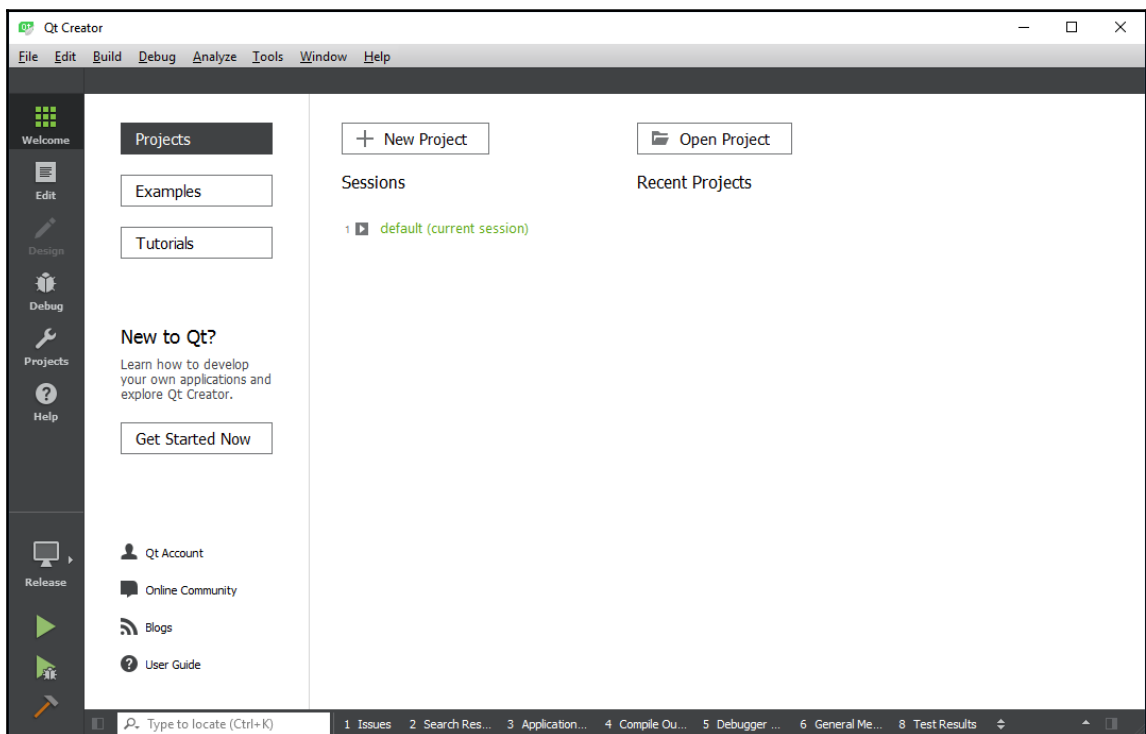 Qt Creator
File Edit Build Debug Analyze Tools Window Help
Welcome
Edit
Design
Debug
Projects
Help
Release
Projects
Examples
Tutorials
New to Qt?
Learn how to develop
your own applications and
explore Qt Creator.
Get Started Now
Qt Account
Online Community
Blogs
User Guide
New Project
Sessions
1 default (current session)
Open Project
Recent Projects
Type to locate (Ctrl+K)
1 Issues 2 Search Res... 3 Application... 4 Compile Ou... 5 Debugger ... 6 General Me... 8 Test Results